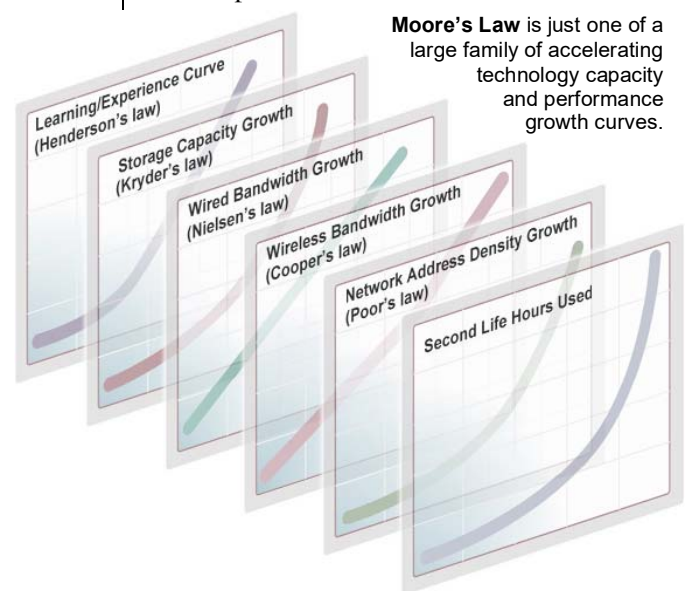 Moore's Law is just one of a
large family of accelerating
technology capacity
and performance
growth curves.
Learning/Experience Curve
(Henderson's law)
Storage Capacity Growth
(Kryder's law)
Wired Bandwidth Growth
(Nielsen's law)
Wireless Bandwidth Growth
(Cooper's law)
Network Address Density Growth
(Poor's law)
Second Life Hours Used